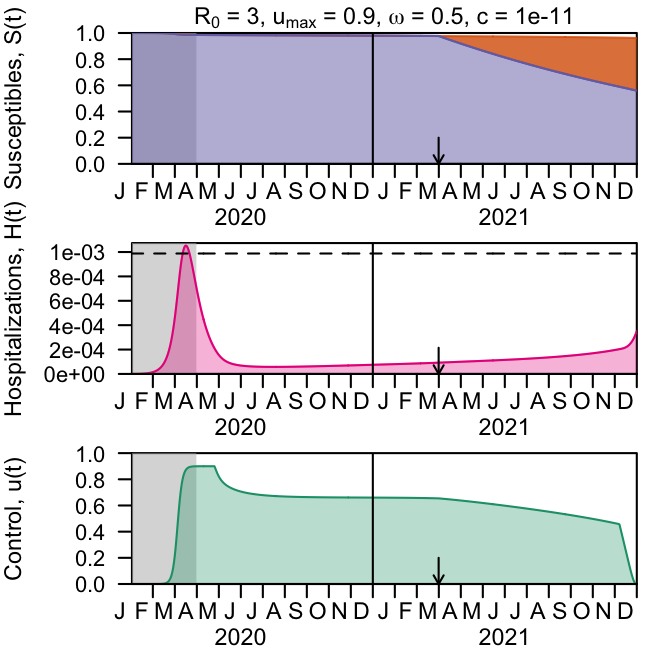 R₀ = 3, uₘₐₓ = 0.9, ω = 0.5, c = 1e-11
Susceptibles, S(t)
1.0
0.8
0.6
0.4
0.2
0.0
J F M A M J J A S O N D J F M A M J J A S O N D
2020 2021
Hospitalizations, H(t)
1e-03
8e-04
6e-04
4e-04
2e-04
0e+00
J F M A M J J A S O N D J F M A M J J A S O N D
2020 2021
Control, u(t)
1.0
0.8
0.6
0.4
0.2
0.0
J F M A M J J A S O N D J F M A M J J A S O N D
2020 2021